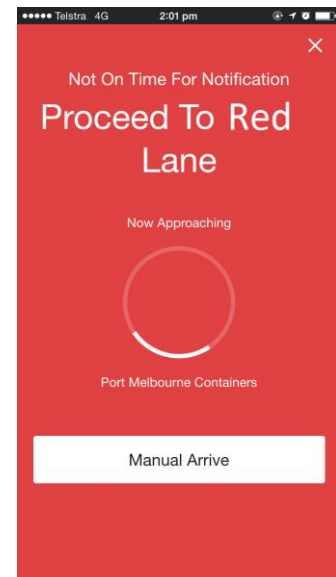 Telstra 4G 2:01 pm
Not On Time For Notification
Proceed To Red
Lane
Now Approaching
Port Melbourne Containers
Manual Arrive